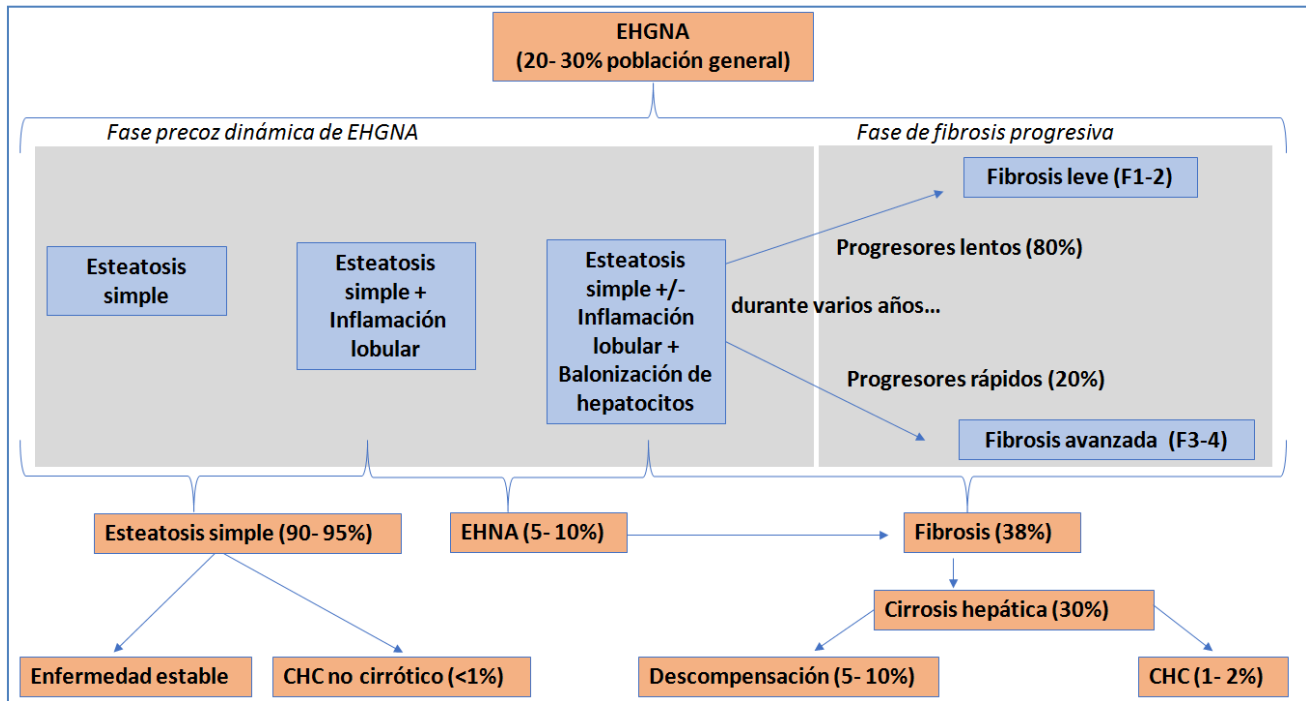 EHGNA
(20- 30% población general)
Fase precoz dinámica de EHGNA
Fase de fibrosis progresiva
Fibrosis leve (F1-2)
Esteatosis
simple
Esteatosis
simple +
Inflamación
lobular
Esteatosis
simple +/-
Inflamación
lobular +
Balonización de
hepatocitos
Progresores lentos (80%)
durante varios años...
Progresores rápidos (20%)
Fibrosis avanzada (F3-4)
Esteatosis simple (90- 95%)
EHNA (5- 10%)
Fibrosis (38%)
Cirrosis hepática (30%)
Enfermedad estable
CHC no cirrótico (<1%)
Descompensación (5- 10%)
CHC (1- 2%)